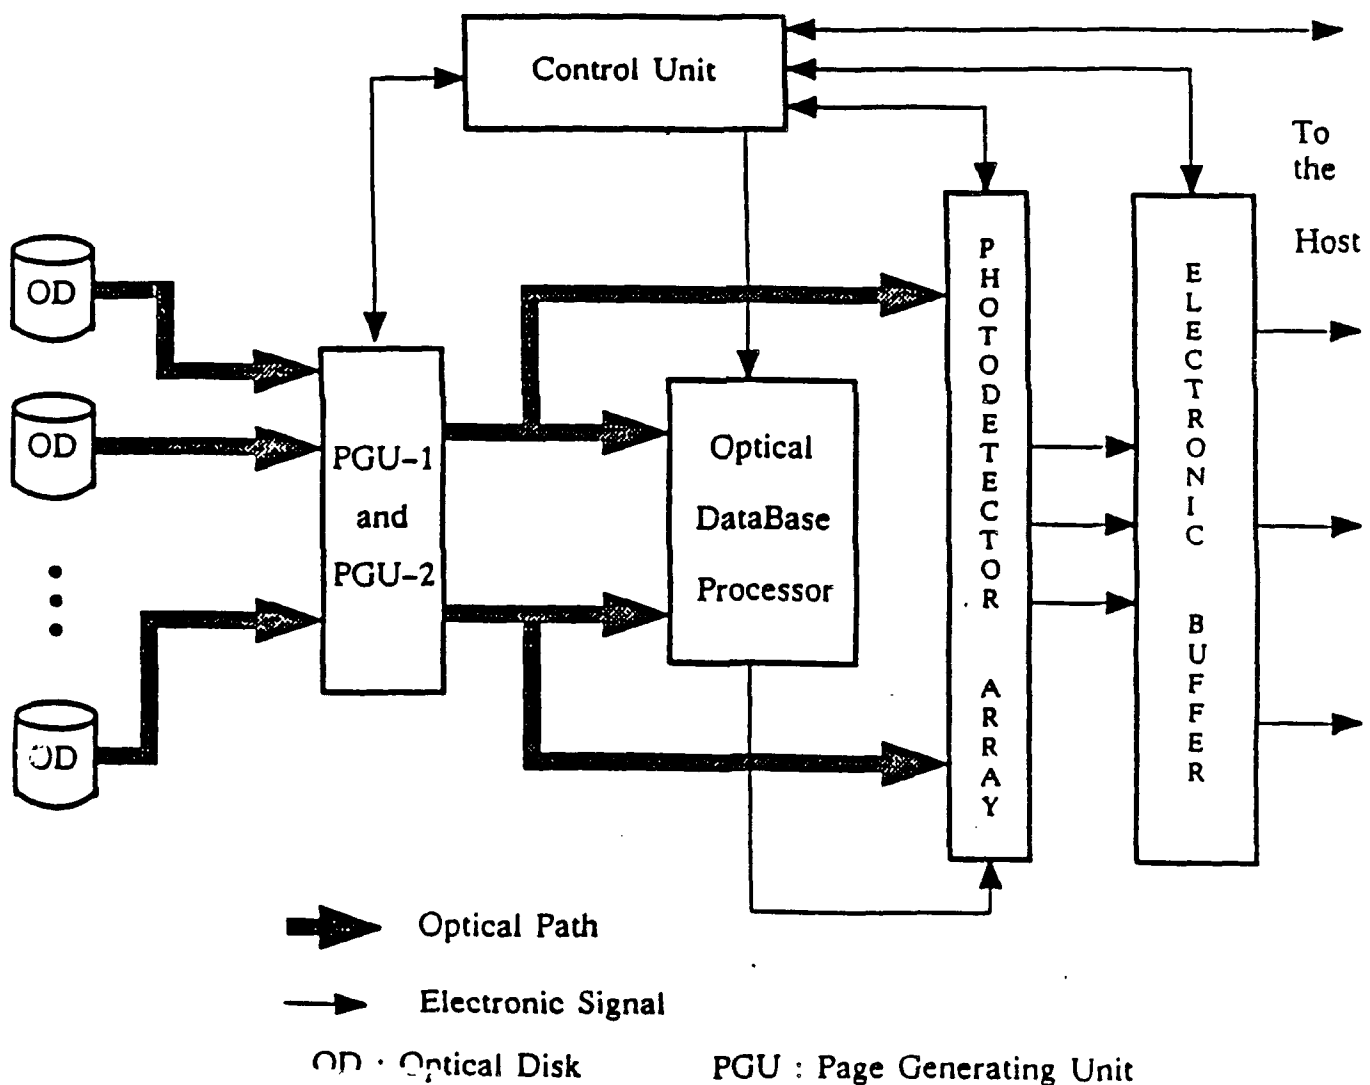 Control Unit
To
the
Host
OD
OD
OD
PGU-1
and
PGU-2
Optical
DataBase
Processor
PHOTODETECTOR ARRAY
ELECTRONIC BUFFER
Optical Path
Electronic Signal
OD : Optical Disk
PGU : Page Generating Unit